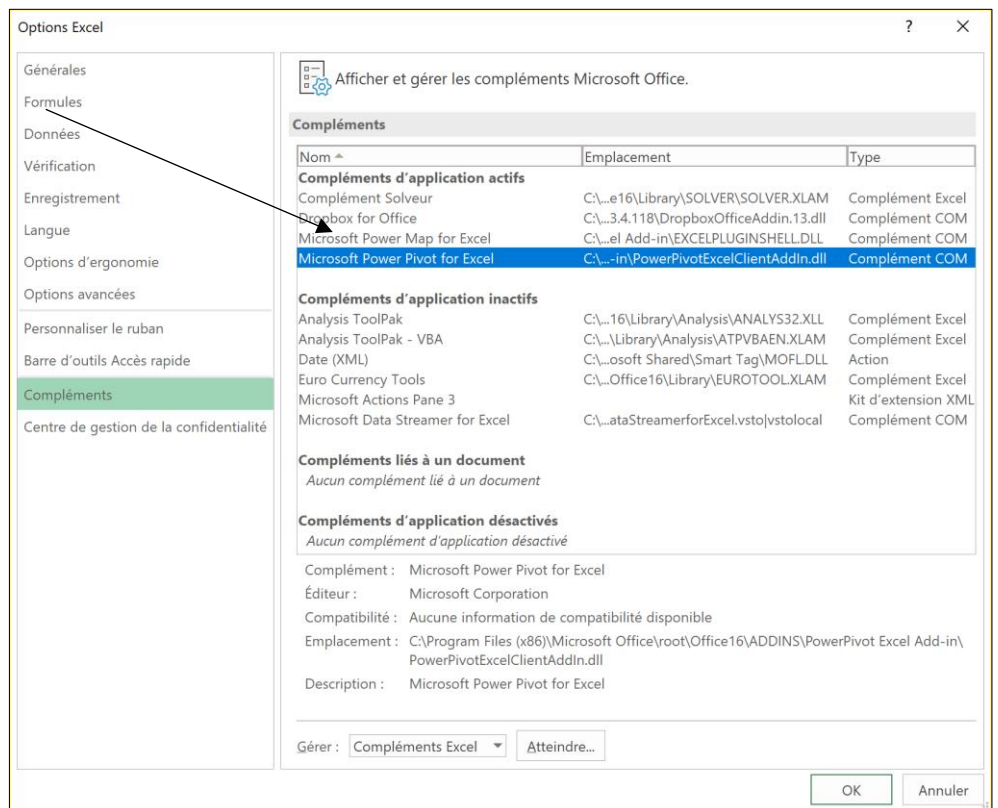 Options Excel
? ×
Générales
Formules
Données
Vérification
Enregistrement
Langue
Options d'ergonomie
Options avancées
Personnaliser le ruban
Barre d'outils Accès rapide
Compléments
Centre de gestion de la confidentialité
Afficher et gérer les compléments Microsoft Office.
Compléments
Nom Emplacement Type
Compléments d'application actifs
Complément Solveur C:\...e16\Library\SOLVER\SOLVER.XLAM Complément Excel
Dropbox for Office C:\...3.4.118\DropboxOfficeAddin.13.dll Complément COM
Microsoft Power Map for Excel C:\...el Add-in\EXCELPLUGINSHELL.DLL Complément COM
Microsoft Power Pivot for Excel C:\...-in\PowerPivotExcelClientAddIn.dll Complément COM
Compléments d'application inactifs
Analysis ToolPak C:\...16\Library\Analysis\ANALYS32.XLL Complément Excel
Analysis ToolPak - VBA C:\...\Library\Analysis\ATPVBAEN.XLAM Complément Excel
Date (XML) C:\...osoft Shared\Smart Tag\MOFL.DLL Action
Euro Currency Tools C:\...Office16\Library\EUROTOOL.XLAM Complément Excel
Microsoft Actions Pane 3 Kit d'extension XML
Microsoft Data Streamer for Excel C:\...ataStreamerforExcel.vsto|vstolocal Complément COM
Compléments liés à un document
Aucun complément lié à un document
Compléments d'application désactivés
Aucun complément d'application désactivé
Complément : Microsoft Power Pivot for Excel
Éditeur : Microsoft Corporation
Compatibilité : Aucune information de compatibilité disponible
Emplacement : C:\Program Files (x86)\Microsoft Office\root\Office16\ADDINS\PowerPivot Excel Add-in\
PowerPivotExcelClientAddIn.dll
Description : Microsoft Power Pivot for Excel
Gérer : Compléments Excel Atteindre...
OK Annuler